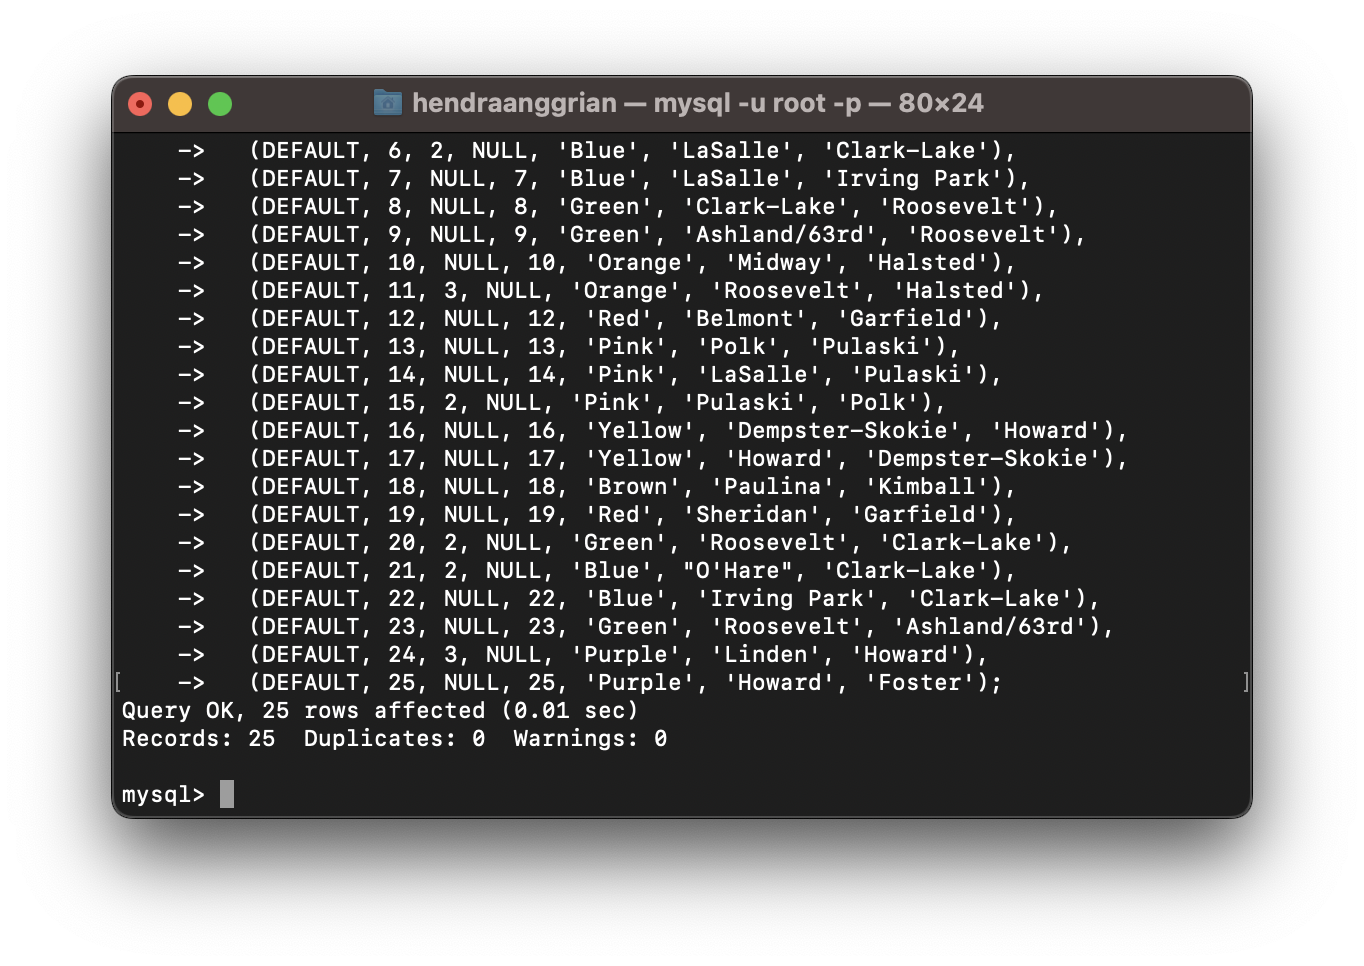 hendraanggrian — mysql -u root -p — 80×24
->   (DEFAULT, 6, 2, NULL, 'Blue', 'LaSalle', 'Clark-Lake'),
->   (DEFAULT, 7, NULL, 7, 'Blue', 'LaSalle', 'Irving Park'),
->   (DEFAULT, 8, NULL, 8, 'Green', 'Clark-Lake', 'Roosevelt'),
->   (DEFAULT, 9, NULL, 9, 'Green', 'Ashland/63rd', 'Roosevelt'),
->   (DEFAULT, 10, NULL, 10, 'Orange', 'Midway', 'Halsted'),
->   (DEFAULT, 11, 3, NULL, 'Orange', 'Roosevelt', 'Halsted'),
->   (DEFAULT, 12, NULL, 12, 'Red', 'Belmont', 'Garfield'),
->   (DEFAULT, 13, NULL, 13, 'Pink', 'Polk', 'Pulaski'),
->   (DEFAULT, 14, NULL, 14, 'Pink', 'LaSalle', 'Pulaski'),
->   (DEFAULT, 15, 2, NULL, 'Pink', 'Pulaski', 'Polk'),
->   (DEFAULT, 16, NULL, 16, 'Yellow', 'Dempster-Skokie', 'Howard'),
->   (DEFAULT, 17, NULL, 17, 'Yellow', 'Howard', 'Dempster-Skokie'),
->   (DEFAULT, 18, NULL, 18, 'Brown', 'Paulina', 'Kimball'),
->   (DEFAULT, 19, NULL, 19, 'Red', 'Sheridan', 'Garfield'),
->   (DEFAULT, 20, 2, NULL, 'Green', 'Roosevelt', 'Clark-Lake'),
->   (DEFAULT, 21, 2, NULL, 'Blue', "O'Hare", 'Clark-Lake'),
->   (DEFAULT, 22, NULL, 22, 'Blue', 'Irving Park', 'Clark-Lake'),
->   (DEFAULT, 23, NULL, 23, 'Green', 'Roosevelt', 'Ashland/63rd'),
->   (DEFAULT, 24, 3, NULL, 'Purple', 'Linden', 'Howard'),
[    ->   (DEFAULT, 25, NULL, 25, 'Purple', 'Howard', 'Foster');                 ]
Query OK, 25 rows affected (0.01 sec)
Records: 25  Duplicates: 0  Warnings: 0
mysql>